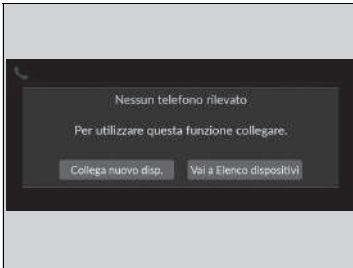 Nessun telefono rilevato
Per utilizzare questa funzione collegare.
Collega nuovo disp. Vai a Elenco dispositivi